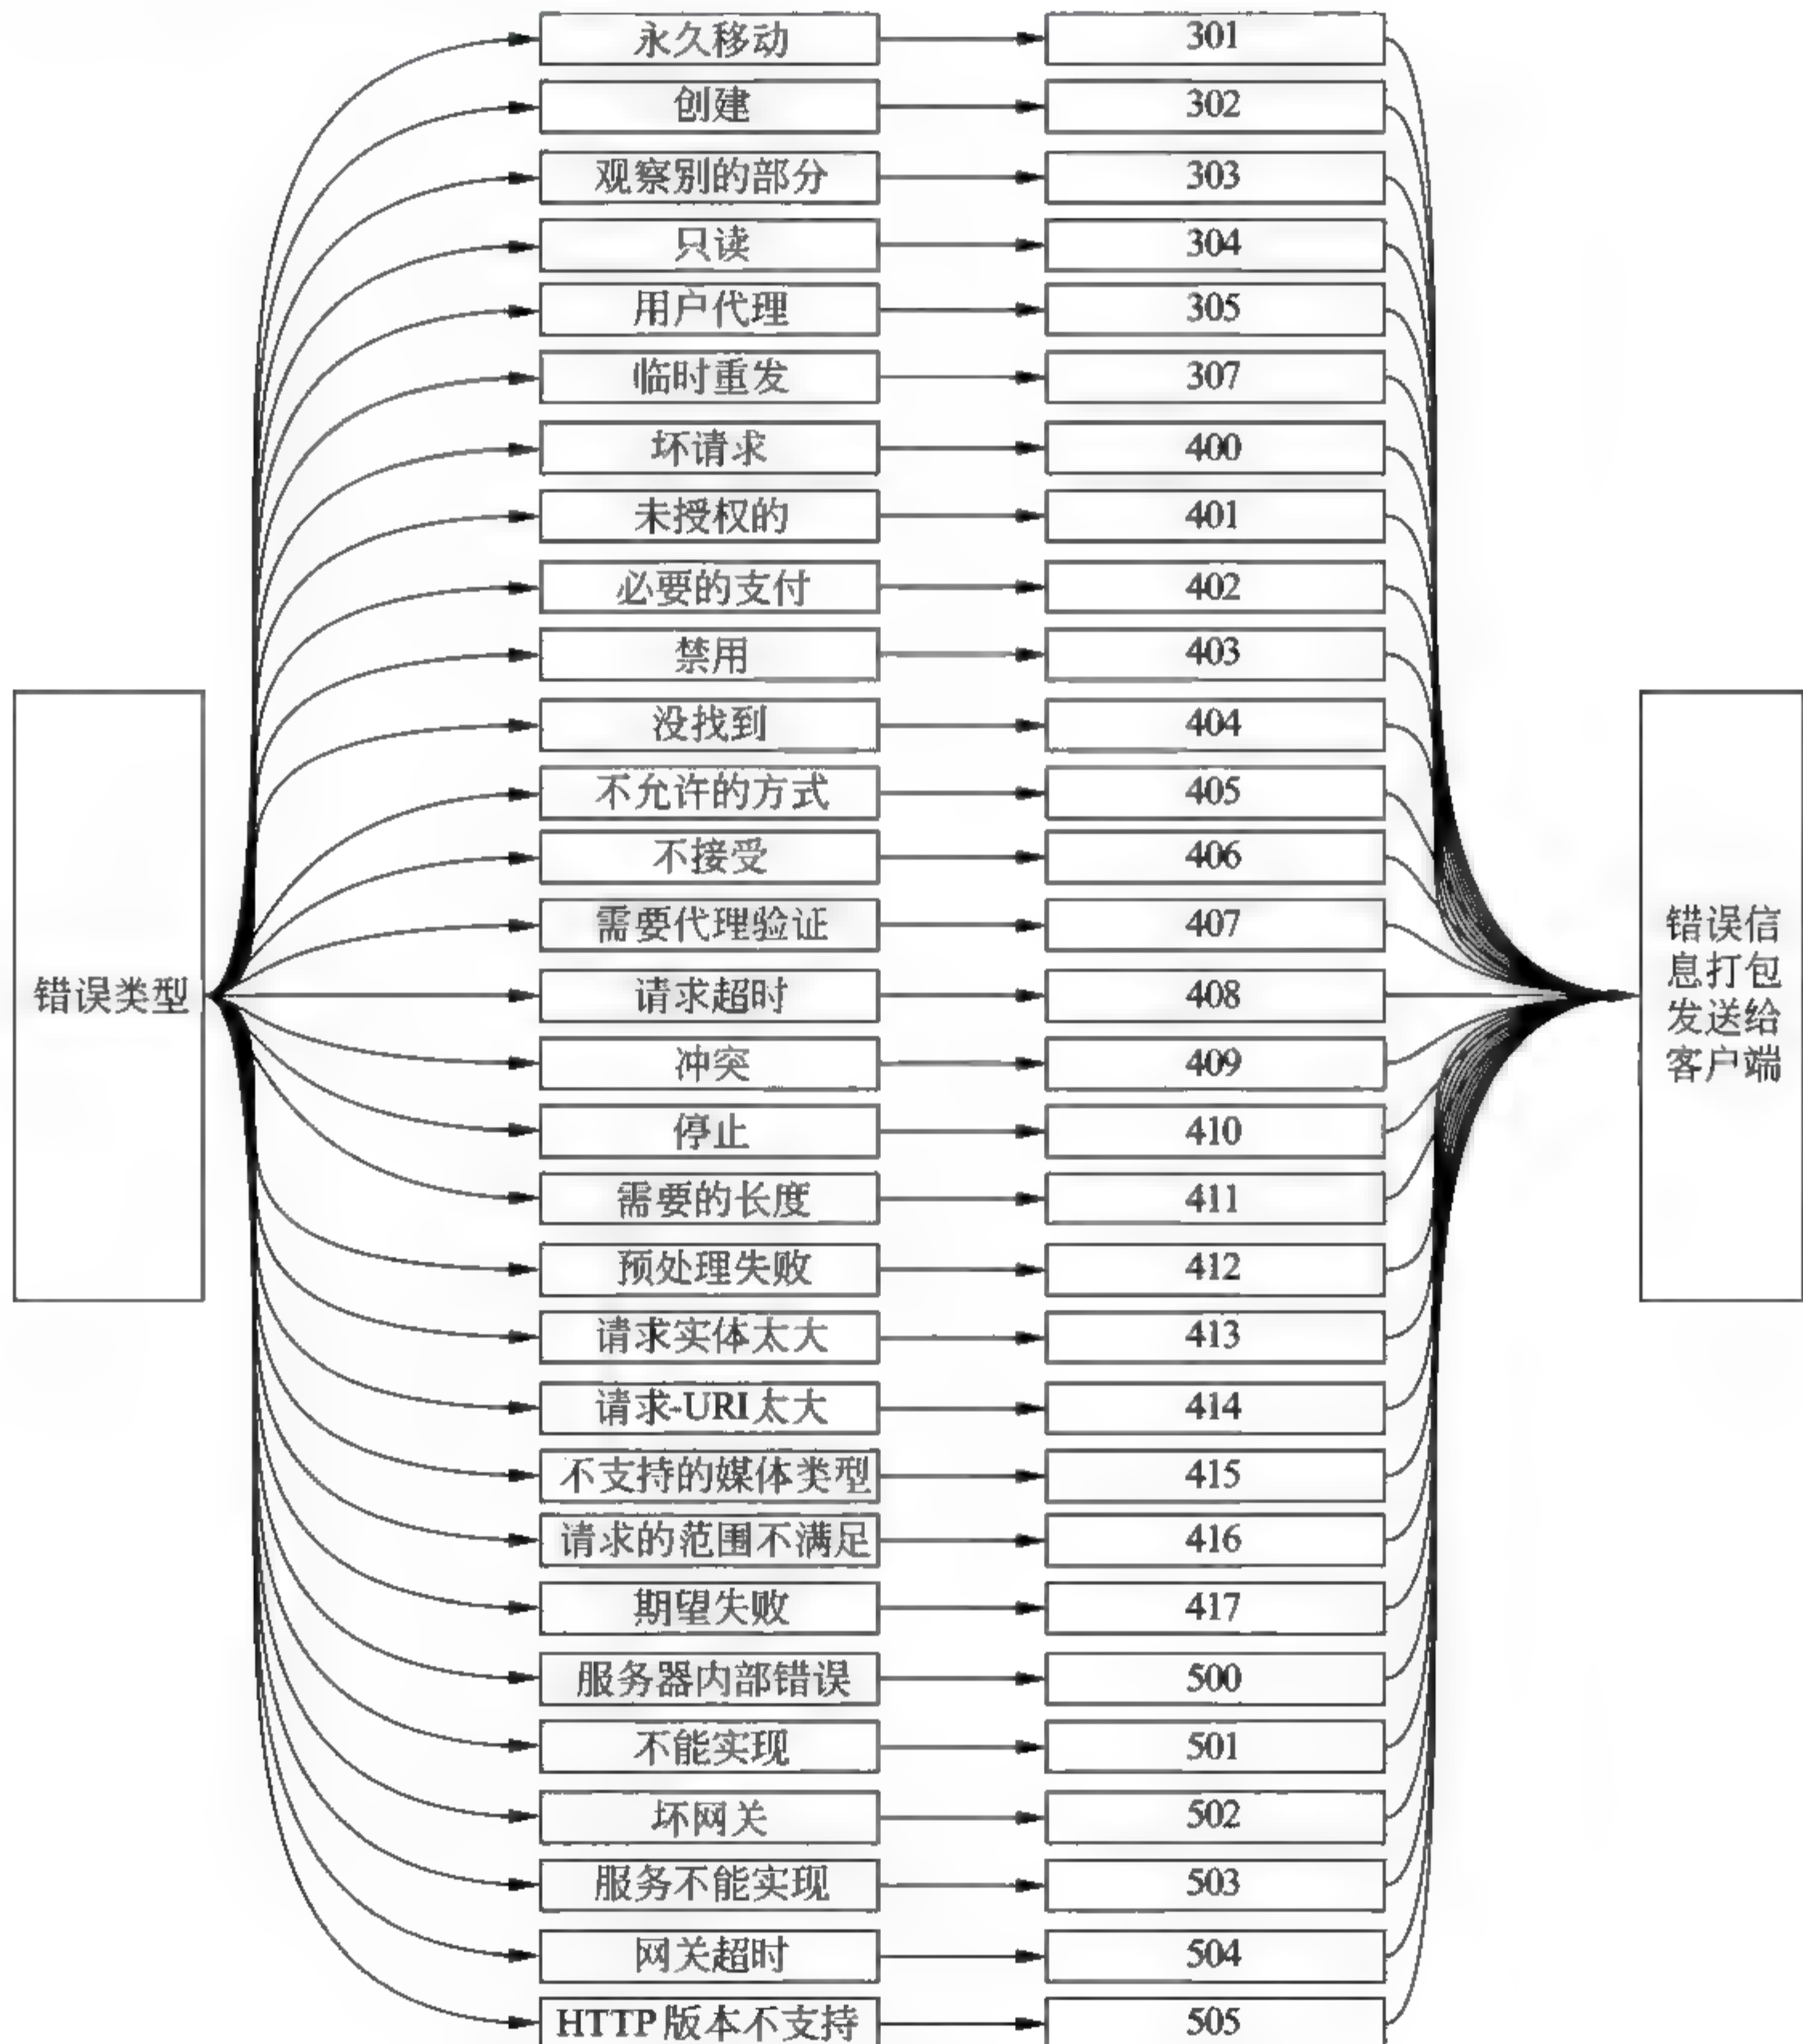 错误类型
永久移动 301
创建 302
观察别的部分 303
只读 304
用户代理 305
临时重发 307
坏请求 400
未授权的 401
必要的支付 402
禁用 403
没找到 404
不允许的方式 405
不接受 406
需要代理验证 407
请求超时 408
冲突 409
停止 410
需要的长度 411
预处理失败 412
请求实体太大 413
请求-URI太大 414
不支持的媒体类型 415
请求的范围不满足 416
期望失败 417
服务器内部错误 500
不能实现 501
坏网关 502
服务不能实现 503
网关超时 504
HTTP版本不支持 505
错误信
息打包
发送给
客户端